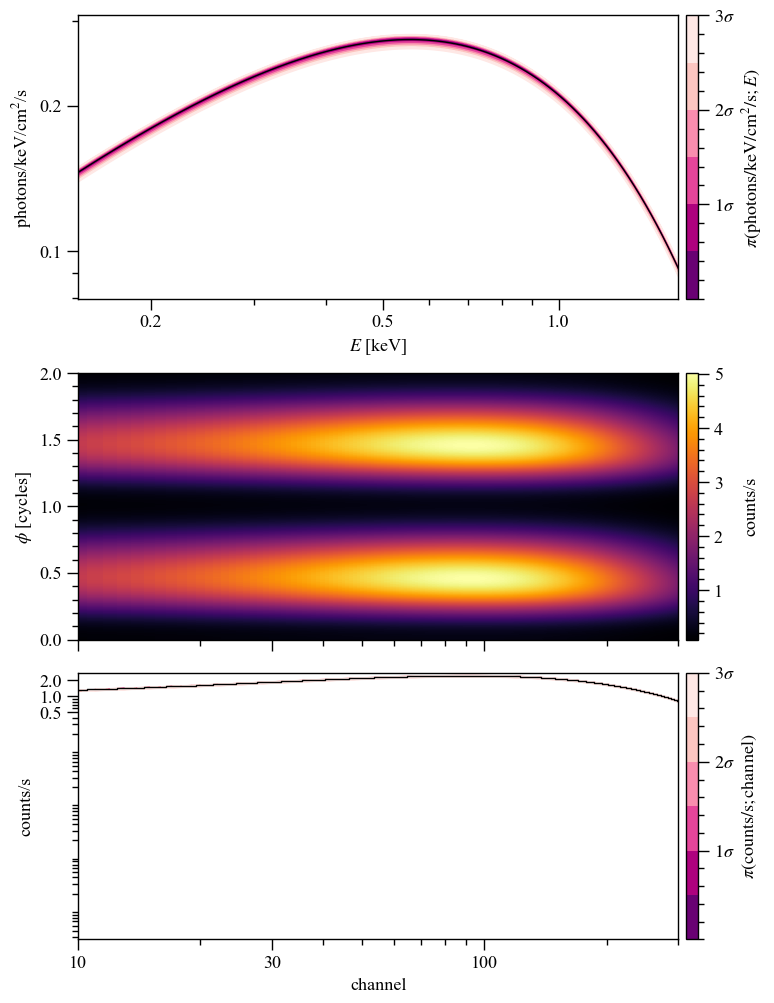 photons/keV/cm²/s
0.2
0.1
0.2
0.5
1.0
E [keV]
3σ
2σ
1σ
π(photons/keV/cm²/s; E)
ϕ [cycles]
2.0
1.5
1.0
0.5
0.0
5
4
3
2
1
counts/s
counts/s
2.0
1.0
0.5
10
30
100
channel
3σ
2σ
1σ
π(counts/s; channel)